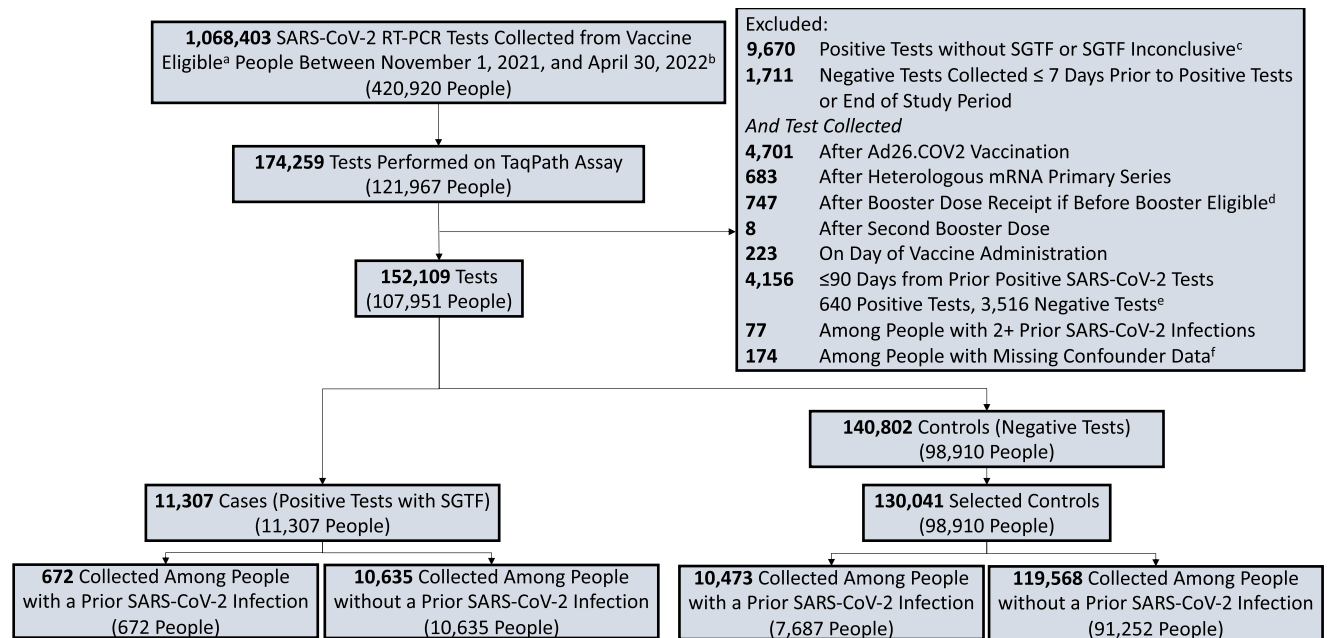 1,068,403 SARS-CoV-2 RT-PCR Tests Collected from Vaccine
Eligibleᵃ People Between November 1, 2021, and April 30, 2022ᵇ
(420,920 People)
174,259 Tests Performed on TaqPath Assay
(121,967 People)
Excluded:
9,670 Positive Tests without SGTF or SGTF Inconclusiveᶜ
1,711 Negative Tests Collected ≤ 7 Days Prior to Positive Tests
or End of Study Period
And Test Collected
4,701 After Ad26.COV2 Vaccination
683 After Heterologous mRNA Primary Series
747 After Booster Dose Receipt if Before Booster Eligibleᵈ
8 After Second Booster Dose
223 On Day of Vaccine Administration
4,156 ≤90 Days from Prior Positive SARS-CoV-2 Tests
640 Positive Tests, 3,516 Negative Testsᵉ
77 Among People with 2+ Prior SARS-CoV-2 Infections
174 Among People with Missing Confounder Dataᶠ
152,109 Tests
(107,951 People)
140,802 Controls (Negative Tests)
(98,910 People)
11,307 Cases (Positive Tests with SGTF)
(11,307 People)
130,041 Selected Controls
(98,910 People)
672 Collected Among People
with a Prior SARS-CoV-2 Infection
(672 People)
10,635 Collected Among People
without a Prior SARS-CoV-2 Infection
(10,635 People)
10,473 Collected Among People
with a Prior SARS-CoV-2 Infection
(7,687 People)
119,568 Collected Among People
without a Prior SARS-CoV-2 Infection
(91,252 People)